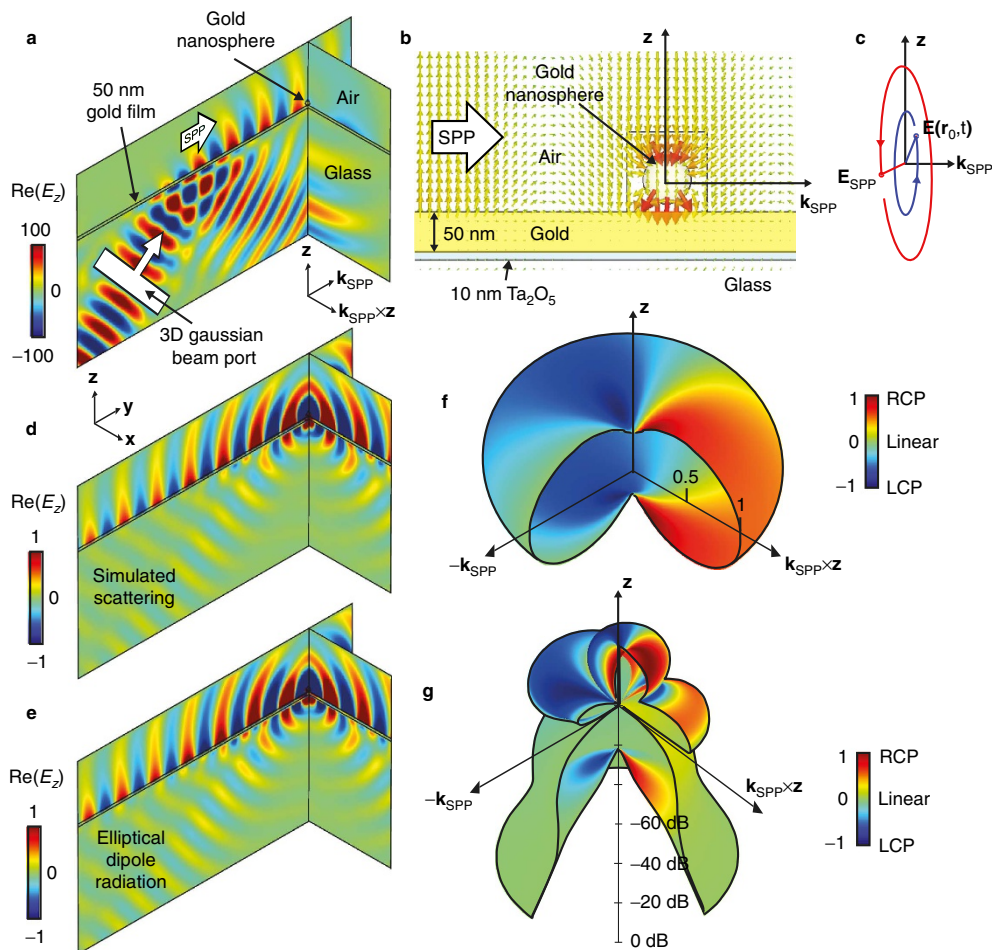 a
Gold
nanosphere
50 nm
gold film
SPP
Air
Glass
Re(E_z)
100
0
−100
3D gaussian
beam port
z
k_SPP
k_SPP×z
b
z
Gold
nanosphere
SPP
Air
k_SPP
50 nm
Gold
10 nm Ta₂O₅
Glass
c
z
E(r₀,t)
k_SPP
E_SPP
d
z
y
x
Re(E_z)
1
0
−1
Simulated
scattering
e
Re(E_z)
1
0
−1
Elliptical
dipole
radiation
f
z
0.5
1
−k_SPP
k_SPP×z
1 RCP
0 Linear
−1 LCP
g
z
−k_SPP
k_SPP×z
−60 dB
−40 dB
−20 dB
0 dB
1 RCP
0 Linear
−1 LCP